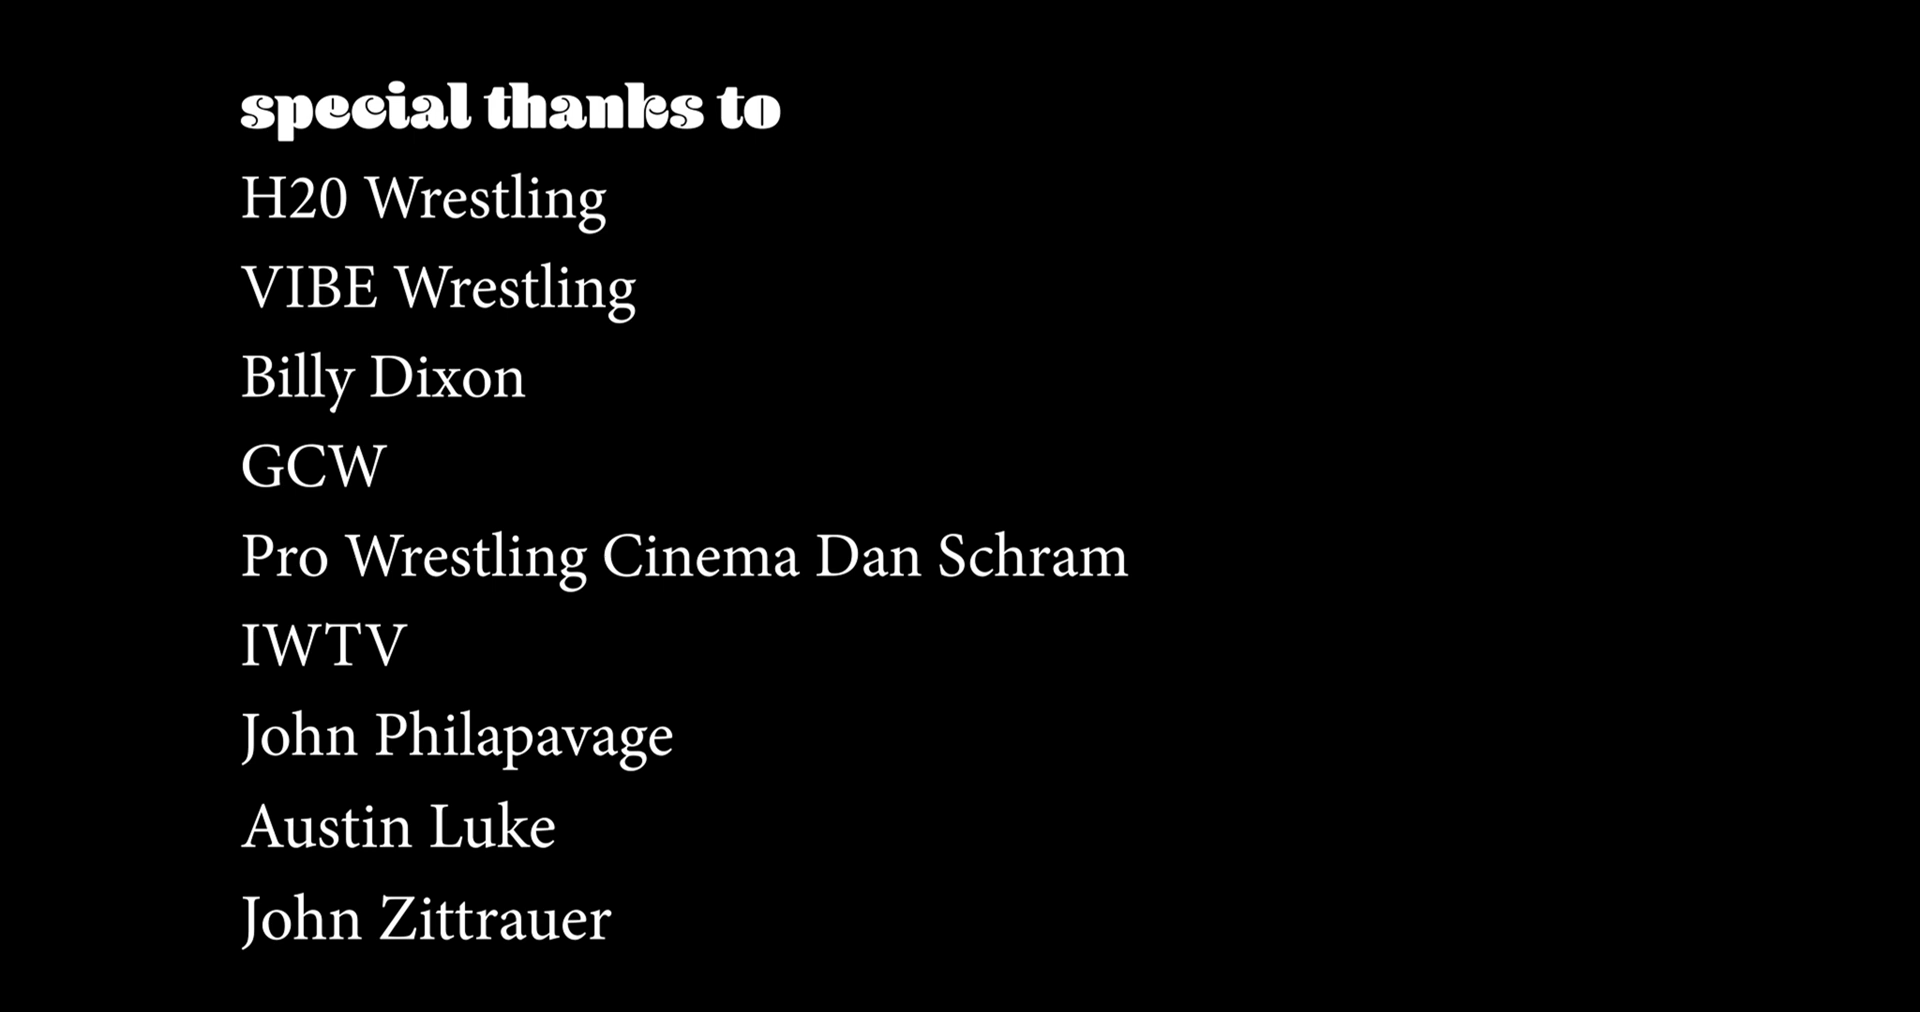 special thanks to
H20 Wrestling
VIBE Wrestling
Billy Dixon
GCW
Pro Wrestling Cinema Dan Schram
IWTV
John Philapavage
Austin Luke
John Zittrauer